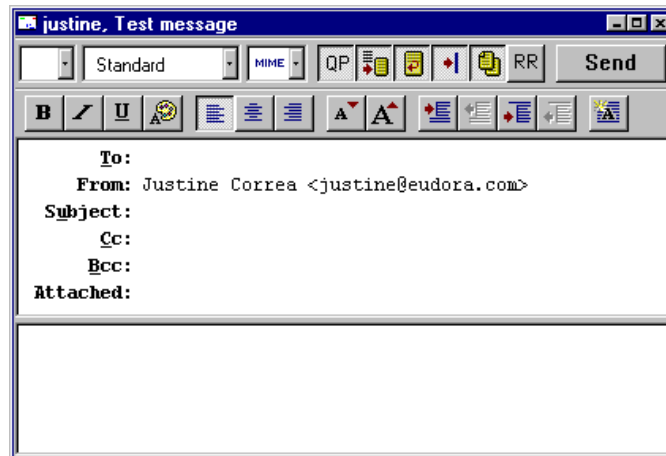 justine, Test message
Standard MIME QP RR Send
B I U A A A A
To:
From: Justine Correa <justine@eudora.com>
Subject:
Cc:
Bcc:
Attached: